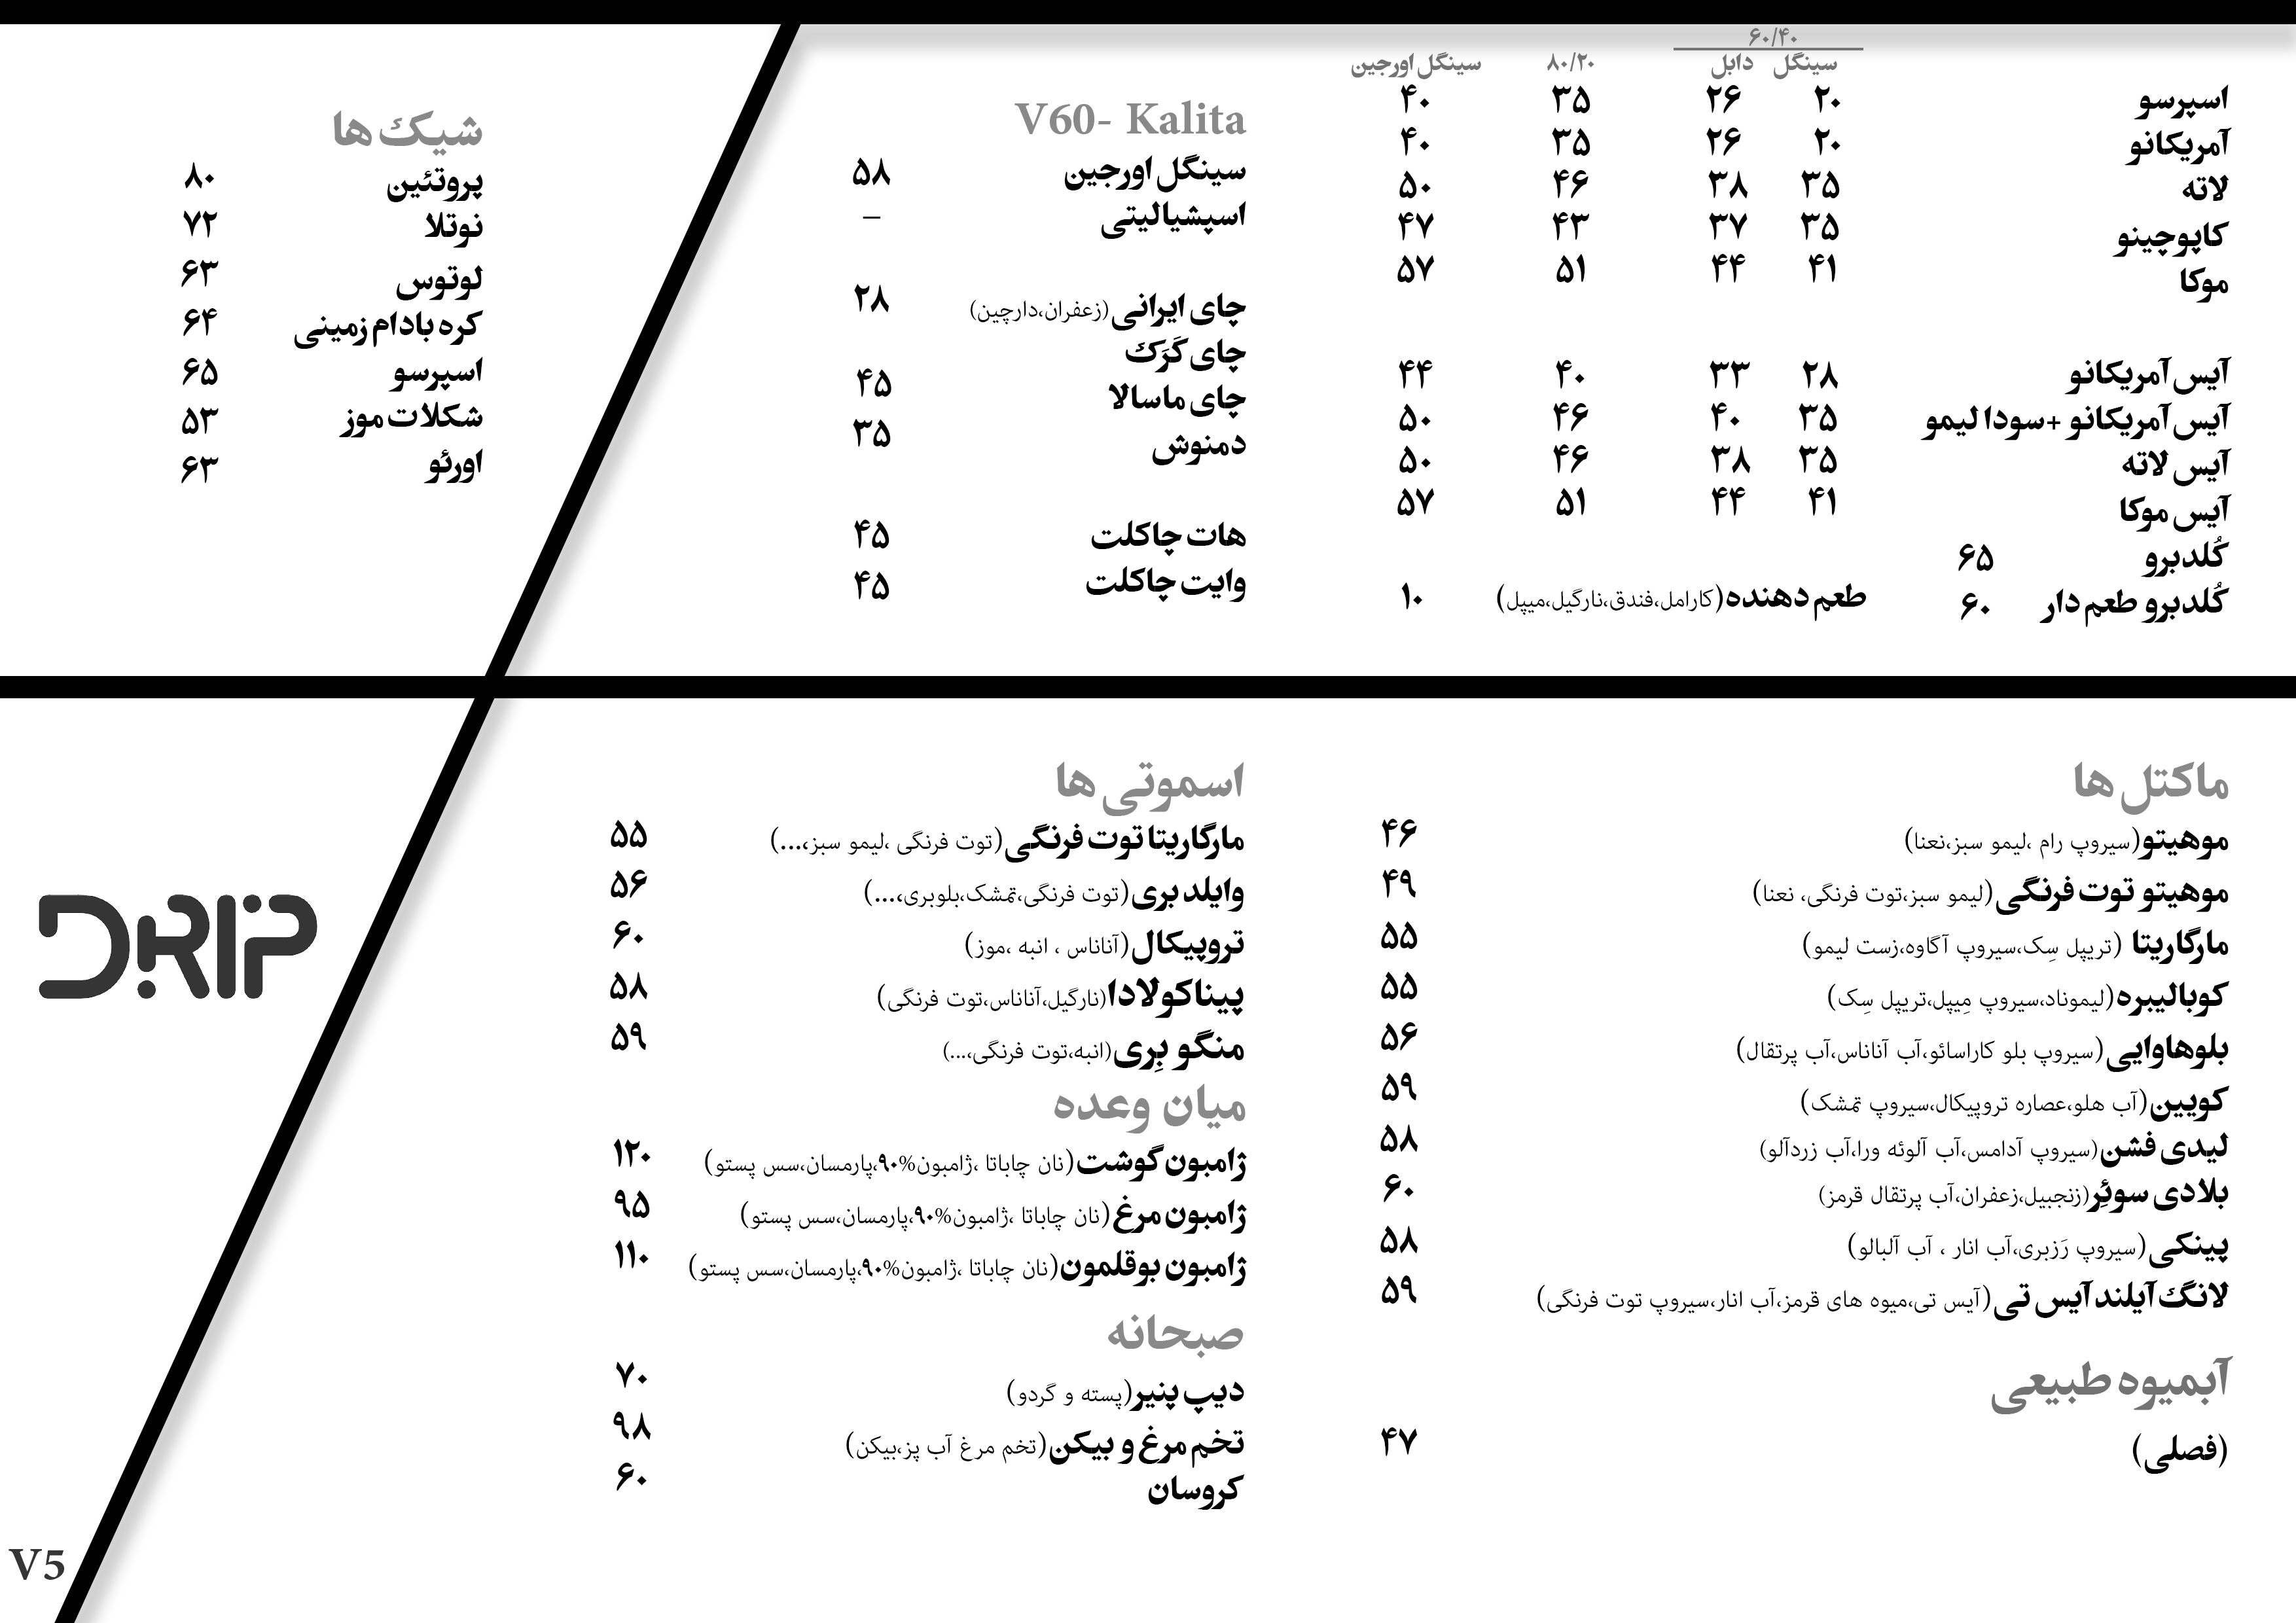 ۶۰/۴۰
سینگل دابل ۸۰/۲۰ سینگل اورجین
اسپرسو ۲۰ ۲۶ ۳۵ ۴۰
آمریکانو ۲۰ ۲۶ ۳۵ ۴۰
لاته ۳۵ ۳۸ ۴۶ ۵۰
کاپوچینو ۳۵ ۳۷ ۴۳ ۴۷
موکا ۴۱ ۴۴ ۵۱ ۵۷
آیس آمریکانو ۲۸ ۳۳ ۴۰ ۴۴
آیس آمریکانو +سودا لیمو ۳۵ ۴۰ ۴۶ ۵۰
آیس لاته ۳۵ ۳۸ ۴۶ ۵۰
آیس موکا ۴۱ ۴۴ ۵۱ ۵۷
کُلدبرو ۶۵
کُلدبرو طعم دار ۶۰
طعم دهنده(کارامل،فندق،نارگیل،میپل) ۱۰
V60- Kalita
سینگل اورجین ۵۸
اسپشیالیتی –
چای ایرانی(زعفران،دارچین) ۲۸
چای گَرَک
چای ماسالا ۴۵
دمنوش ۳۵
هات چاکلت ۴۵
وایت چاکلت ۴۵
شیک ها
پروتئین ۸۰
نوتلا ۷۲
لوتوس ۶۳
کره بادام زمینی ۶۴
اسپرسو ۶۵
شکلات موز ۵۳
اورئو ۶۳
ماکتل ها
موهیتو(سیروپ رام ،لیمو سبز،نعنا) ۴۶
موهیتو توت فرنگی(لیمو سبز،توت فرنگی، نعنا) ۴۹
مارگاریتا (تریپل سِک،سیروپ آگاوه،زست لیمو) ۵۵
کوبالیبره(لیموناد،سیروپ مِیپل،تریپل سِک) ۵۵
بلوهاوایی(سیروپ بلو کاراسائو،آب آناناس،آب پرتقال) ۵۶
کویین(آب هلو،عصاره تروپیکال،سیروپ تمشک) ۵۹
لیدی فشن(سیروپ آدامس،آب آلوئه ورا،آب زردآلو) ۵۸
بلادی سوئِر(زنجبیل،زعفران،آب پرتقال قرمز) ۶۰
پینکی(سیروپ رَزبری،آب انار ، آب آلبالو) ۵۸
لانگ آیلند آیس تی(آیس تی،میوه های قرمز،آب انار،سیروپ توت فرنگی) ۵۹
آبمیوه طبیعی
(فصلی) ۴۷
اسموتی ها
مارگاریتا توت فرنگی(توت فرنگی ،لیمو سبز،...) ۵۵
وایلد بری(توت فرنگی،تمشک،بلوبری،...) ۵۶
تروپیکال(آناناس ، انبه ،موز) ۶۰
پیناکولادا(نارگیل،آناناس،توت فرنگی) ۵۸
منگو بِری(انبه،توت فرنگی،...) ۵۹
میان وعده
ژامبون گوشت(نان چاباتا ،ژامبون%۹۰،پارمسان،سس پستو) ۱۲۰
ژامبون مرغ(نان چاباتا ،ژامبون%۹۰،پارمسان،سس پستو) ۹۵
ژامبون بوقلمون(نان چاباتا ،ژامبون%۹۰،پارمسان،سس پستو) ۱۱۰
صبحانه
دیپ پنیر(پسته و گردو) ۷۰
تخم مرغ و بیکن(تخم مرغ آب پز،بیکن) ۹۸
کروسان ۶۰
DRIP
V5